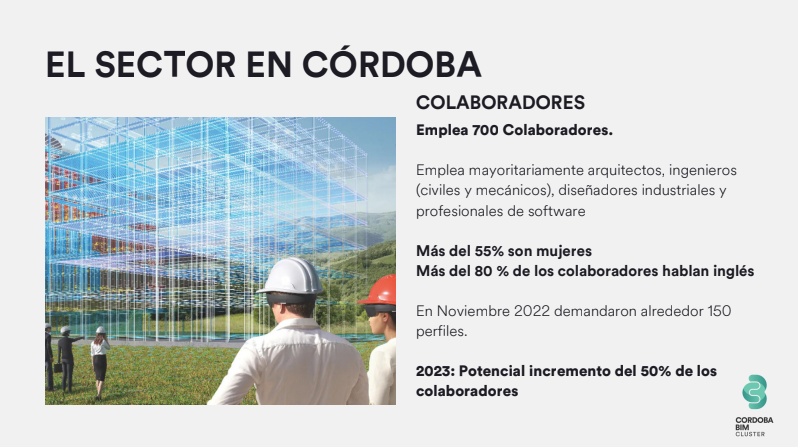 EL SECTOR EN CÓRDOBA
COLABORADORES
Emplea 700 Colaboradores.
Emplea mayoritariamente arquitectos, ingenieros
(civiles y mecánicos), diseñadores industriales y
profesionales de software
Más del 55% son mujeres
Más del 80 % de los colaboradores hablan inglés
En Noviembre 2022 demandaron alrededor 150
perfiles.
2023: Potencial incremento del 50% de los
colaboradores
CORDOBA
BIM
CLUSTER